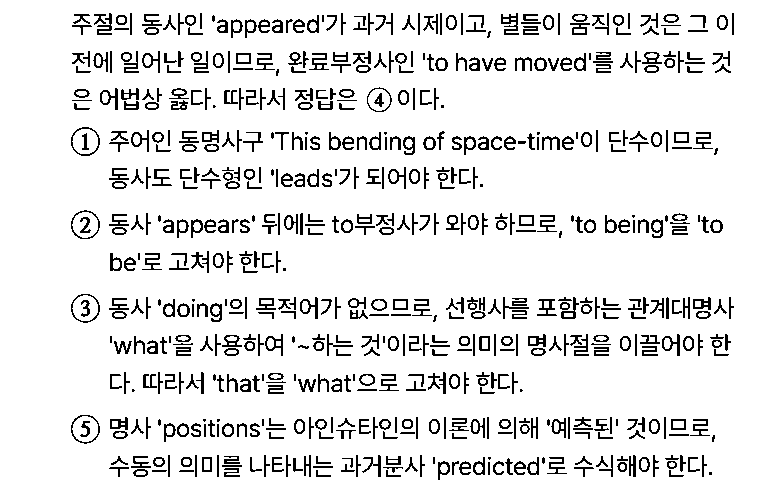 주절의 동사인 'appeared'가 과거 시제이고, 별들이 움직인 것은 그 이
전에 일어난 일이므로, 완료부정사인 'to have moved'를 사용하는 것
은 어법상 옳다. 따라서 정답은 ④이다.
① 주어인 동명사구 'This bending of space-time'이 단수이므로,
동사도 단수형인 'leads'가 되어야 한다.
② 동사 'appears' 뒤에는 to부정사가 와야 하므로, 'to being'을 'to
be'로 고쳐야 한다.
③ 동사 'doing'의 목적어가 없으므로, 선행사를 포함하는 관계대명사
'what'을 사용하여 '~하는 것'이라는 의미의 명사절을 이끌어야 한
다. 따라서 'that'을 'what'으로 고쳐야 한다.
⑤ 명사 'positions'는 아인슈타인의 이론에 의해 '예측된' 것이므로,
수동의 의미를 나타내는 과거분사 'predicted'로 수식해야 한다.